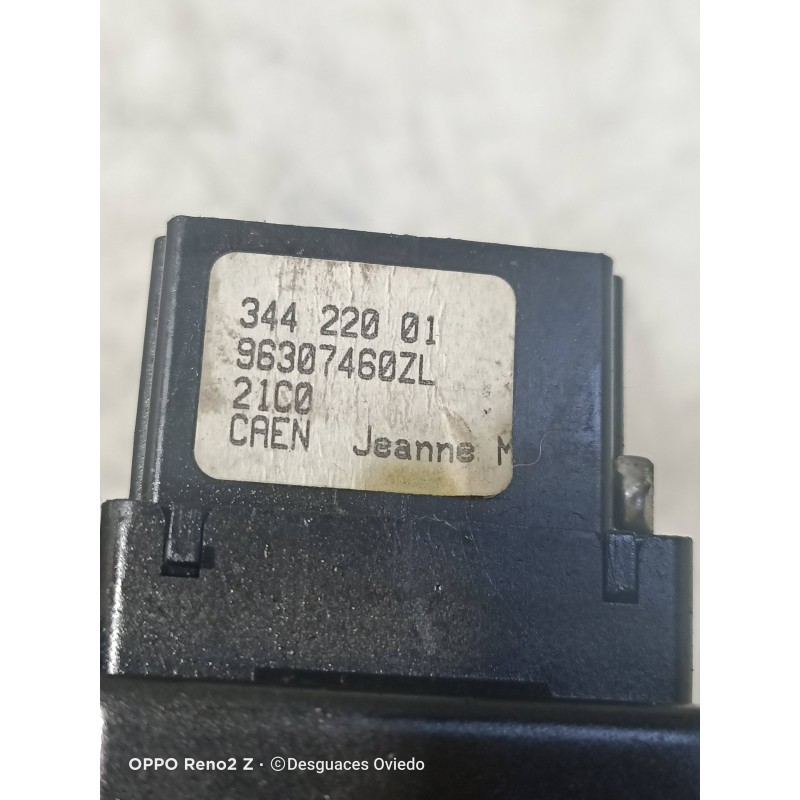 344 220 01
96307460ZL
21C0
CAEN Jeanne M
OPPO Reno2 Z · ©Desguaces Oviedo